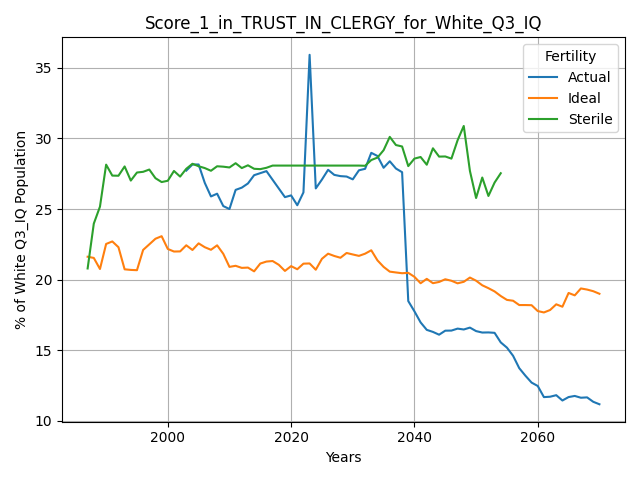 Score_1_in_TRUST_IN_CLERGY_for_White_Q3_IQ
% of White Q3_IQ Population
35
30
25
20
15
10
Fertility
Actual
Ideal
Sterile
2000
2020
2040
2060
Years